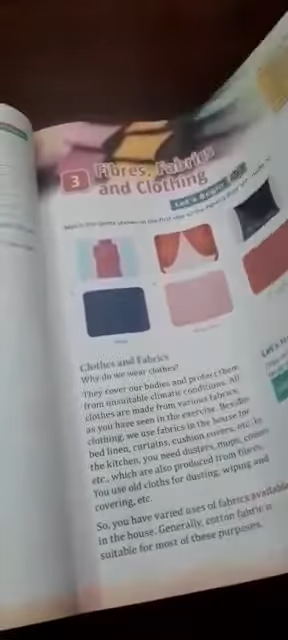 3
Fibres, Fabrics
and Clothing
Let's Begin
Clothes and Fabrics
Why do we wear clothes?
They cover our bodies and protect them
from unsuitable climatic conditions. All
clothes are made from various fabrics,
as you have seen in the exercise. Besides
clothing, we use fabrics in the house for
bed linen, curtains, cushion covers, etc. In
the kitchen, you need dusters, mops, covers
etc., which are also produced from fibres.
You use old cloths for dusting, wiping and
covering, etc.
So, you have varied uses of fabrics available
in the house. Generally, cotton fabric is
suitable for most of these purposes.